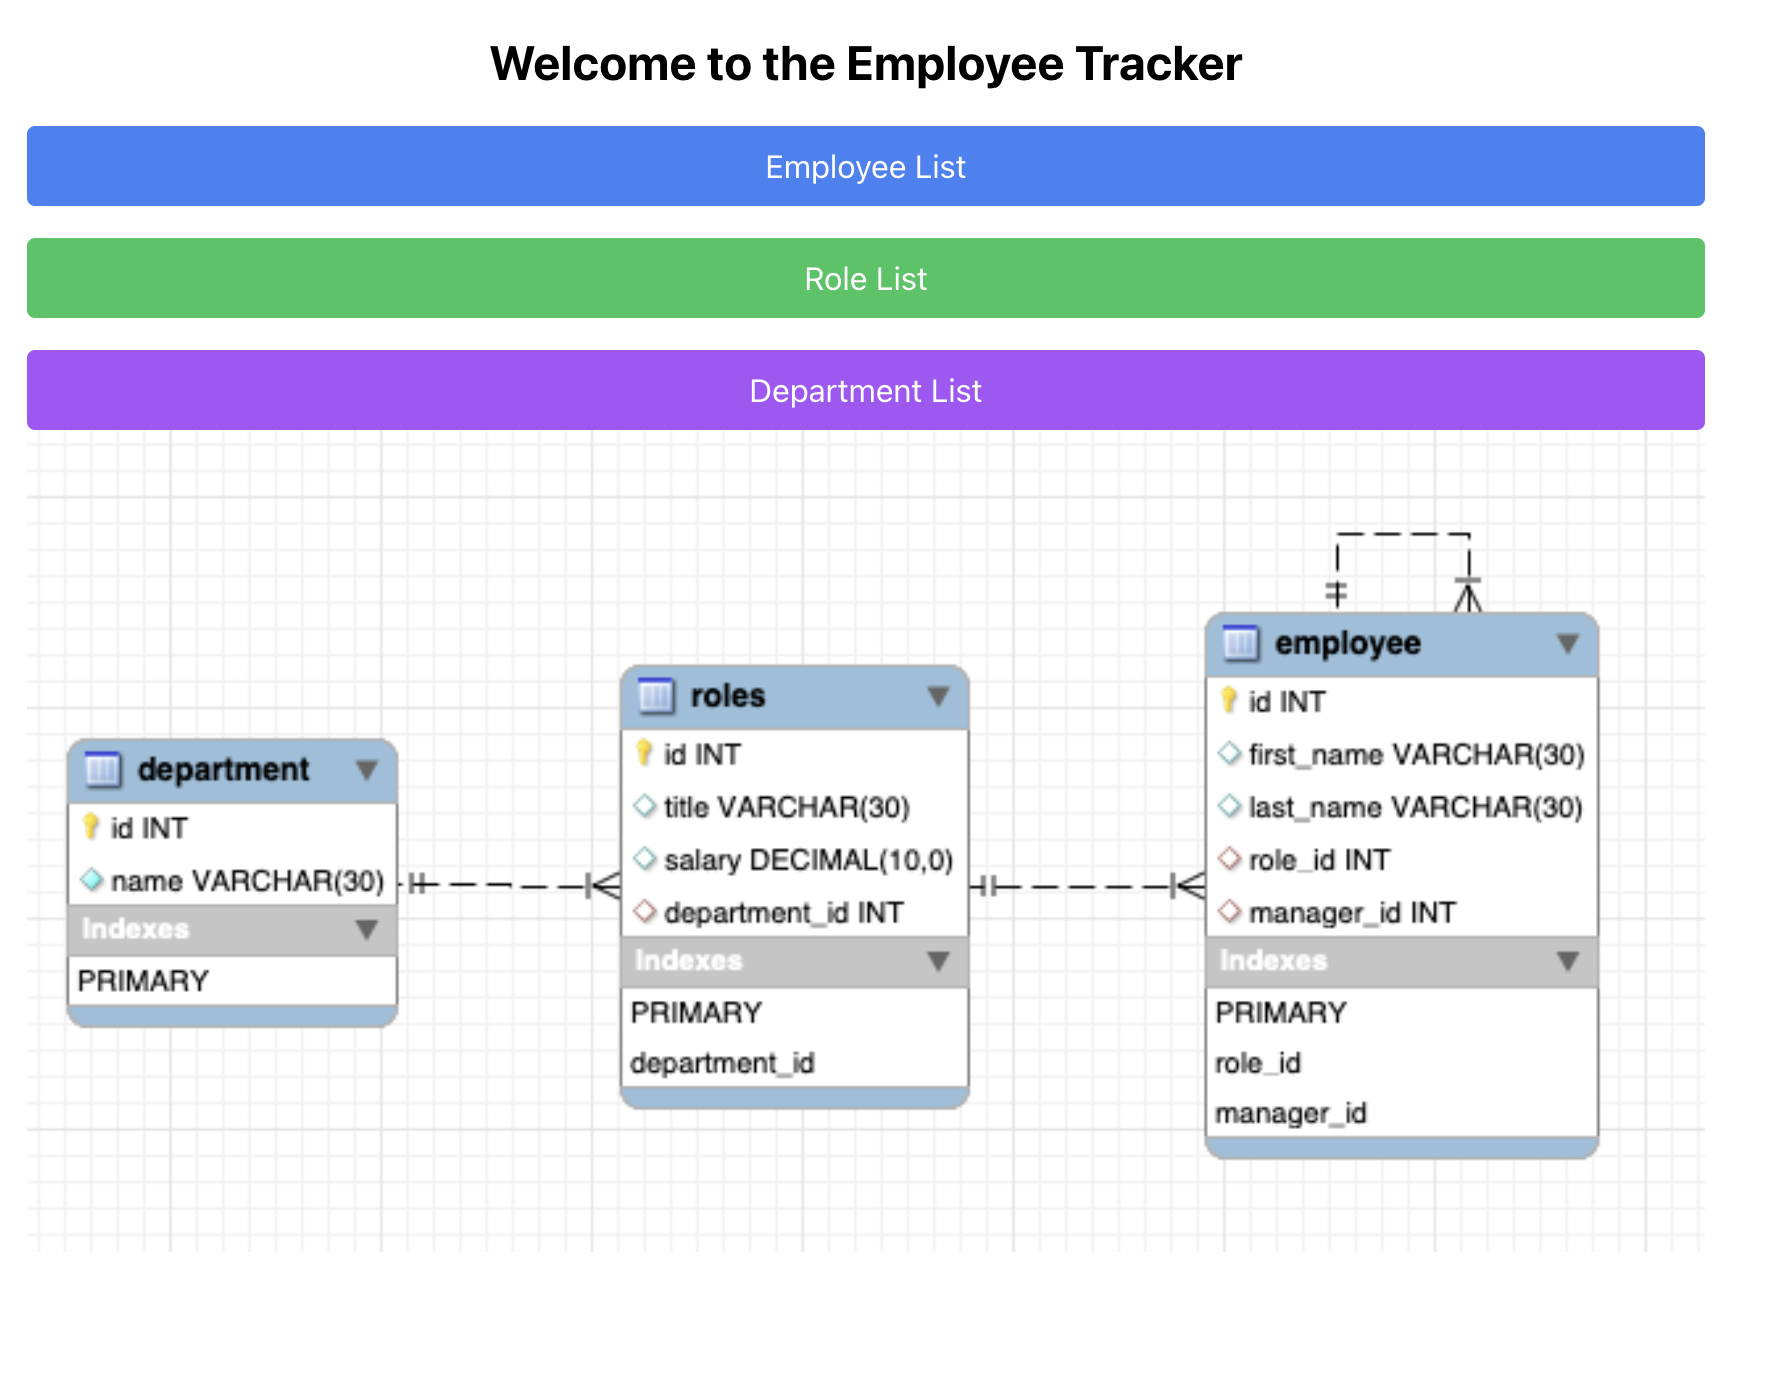 Welcome to the Employee Tracker
Employee List
Role List
Department List
department
id INT
name VARCHAR(30)
Indexes
PRIMARY
roles
id INT
title VARCHAR(30)
salary DECIMAL(10,0)
department_id INT
Indexes
PRIMARY
department_id
employee
id INT
first_name VARCHAR(30)
last_name VARCHAR(30)
role_id INT
manager_id INT
Indexes
PRIMARY
role_id
manager_id